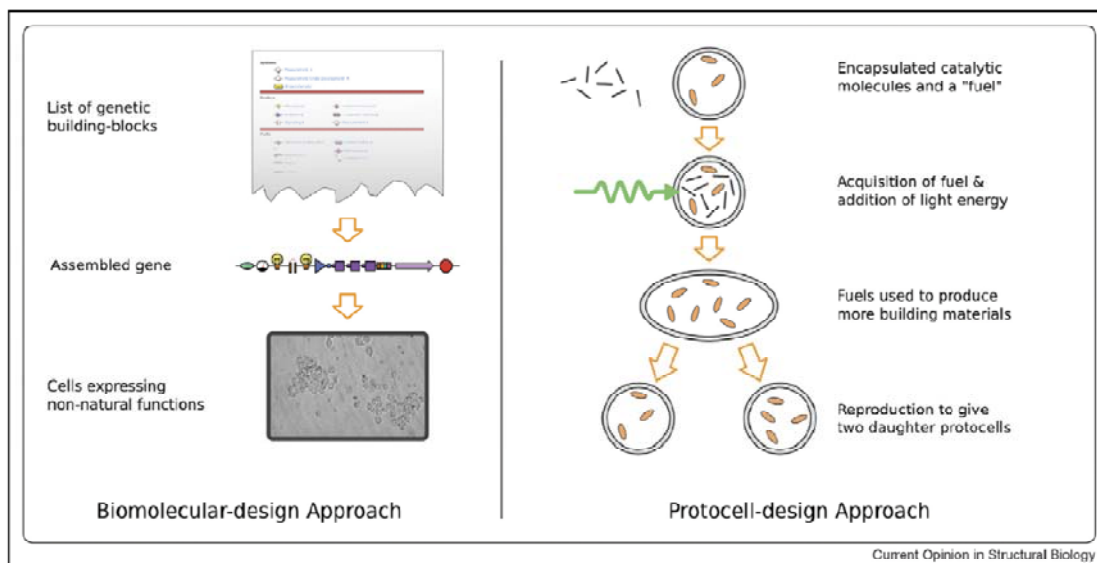 List of genetic
building-blocks
Assembled gene
Cells expressing
non-natural functions
Biomolecular-design Approach
Encapsulated catalytic
molecules and a "fuel"
Acquisition of fuel &
addition of light energy
Fuels used to produce
more building materials
Reproduction to give
two daughter protocells
Protocell-design Approach
Current Opinion in Structural Biology